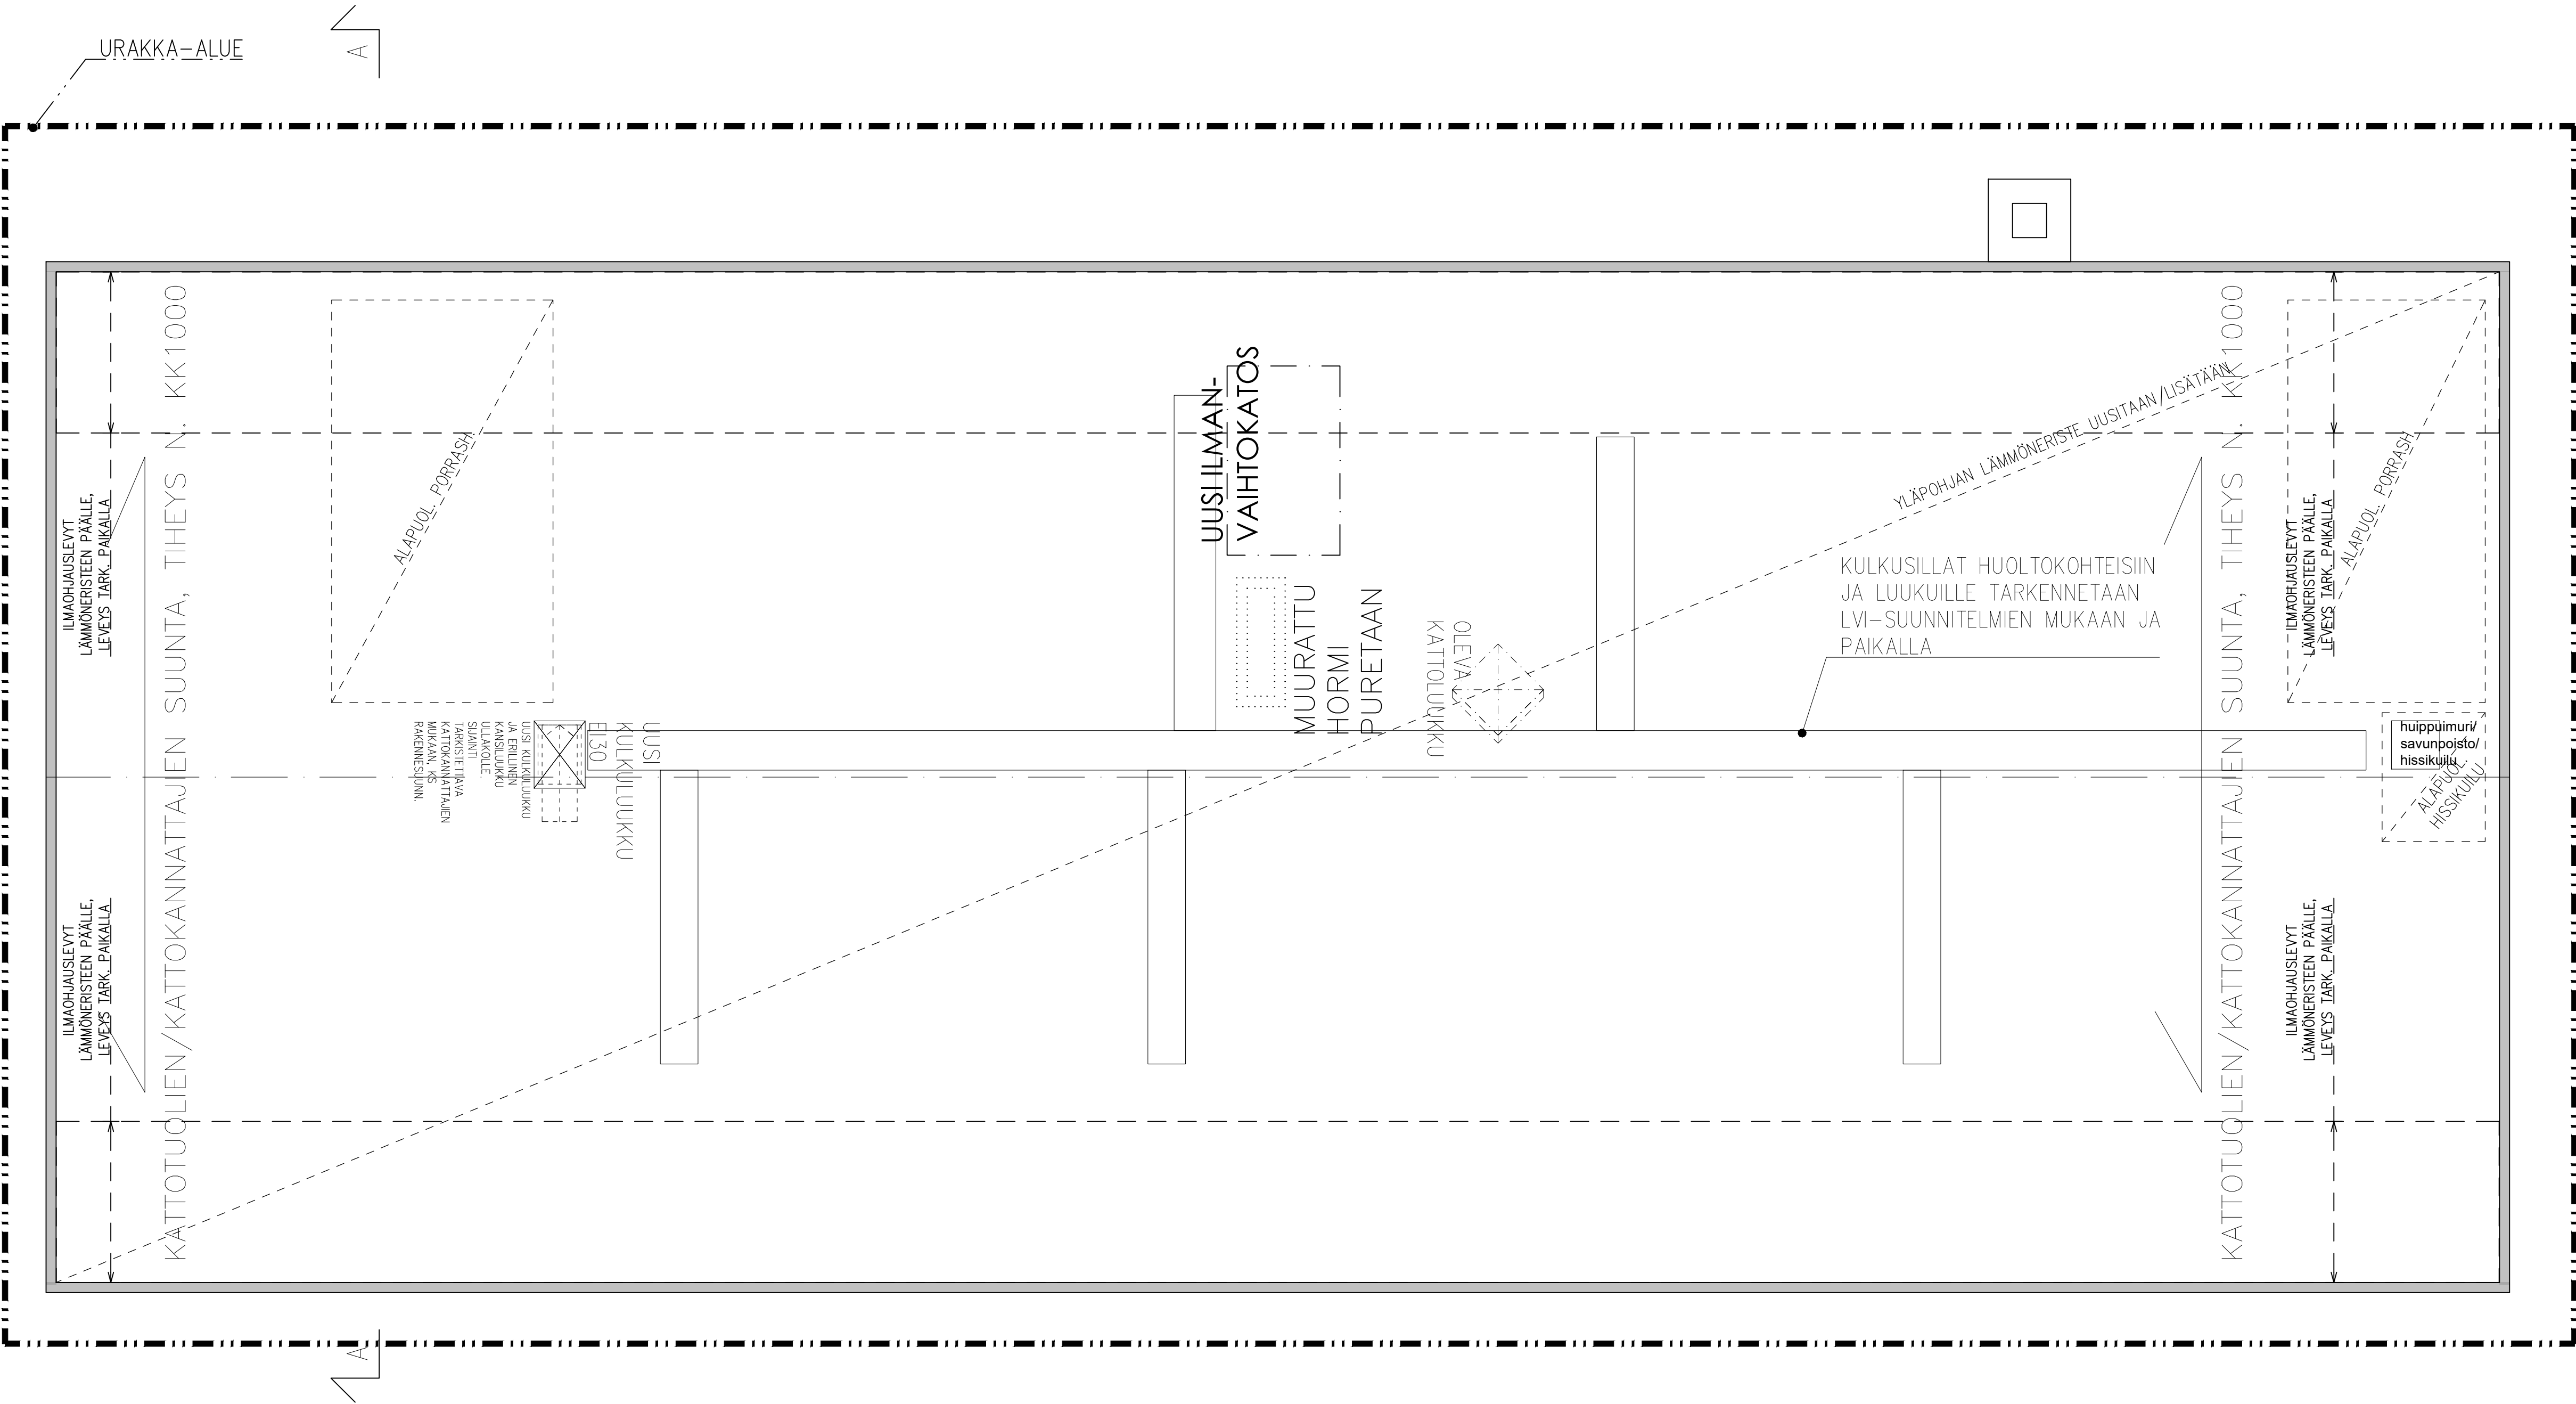 URAKKA-ALUE
A
KATTOTUOLIEN/KATTOKANNATTAJIEN SUUNTA, TIHEYS N. KK1000
ILMAOHJAUSLEVYT
LÄMMÖNERISTEEN PÄÄLLE,
LEVEYS TARK. PAIKALLA
ILMAOHJAUSLEVYT
LÄMMÖNERISTEEN PÄÄLLE,
LEVEYS TARK. PAIKALLA
ALAPUOL. PORRASH.
UUSI
KULKULUUKKU
EI30
UUSI KULKULUUKKU
JA ERILLINEN
KANSILUUKKU
ULLAKOLLE.
SIJAINTI
TARKISTETTAVA
KATTOKANNATTAJIEN
MUKAAN, KS
RAKENNESUUNN.
UUSI ILMAN-
VAIHTOKATOS
MUURATTU
HORMI
PURETAAN
OLEVA
KATTOLUUKKU
YLÄPOHJAN LÄMMÖNERISTE UUSITAAN/LISÄTÄÄN
KULKUSILLAT HUOLTOKOHTEISIIN
JA LUUKUILLE TARKENNETAAN
LVI-SUUNNITELMIEN MUKAAN JA
PAIKALLA
KATTOTUOLIEN/KATTOKANNATTAJIEN SUUNTA, TIHEYS N. KK1000
ILMAOHJAUSLEVYT
LÄMMÖNERISTEEN PÄÄLLE,
LEVEYS TARK. PAIKALLA
ALAPUOL. PORRASH.
huippuimuri/
savunpoisto/
hissikuilu
ALAPUOL.
HISSIKUILU
ILMAOHJAUSLEVYT
LÄMMÖNERISTEEN PÄÄLLE,
LEVEYS TARK. PAIKALLA
A